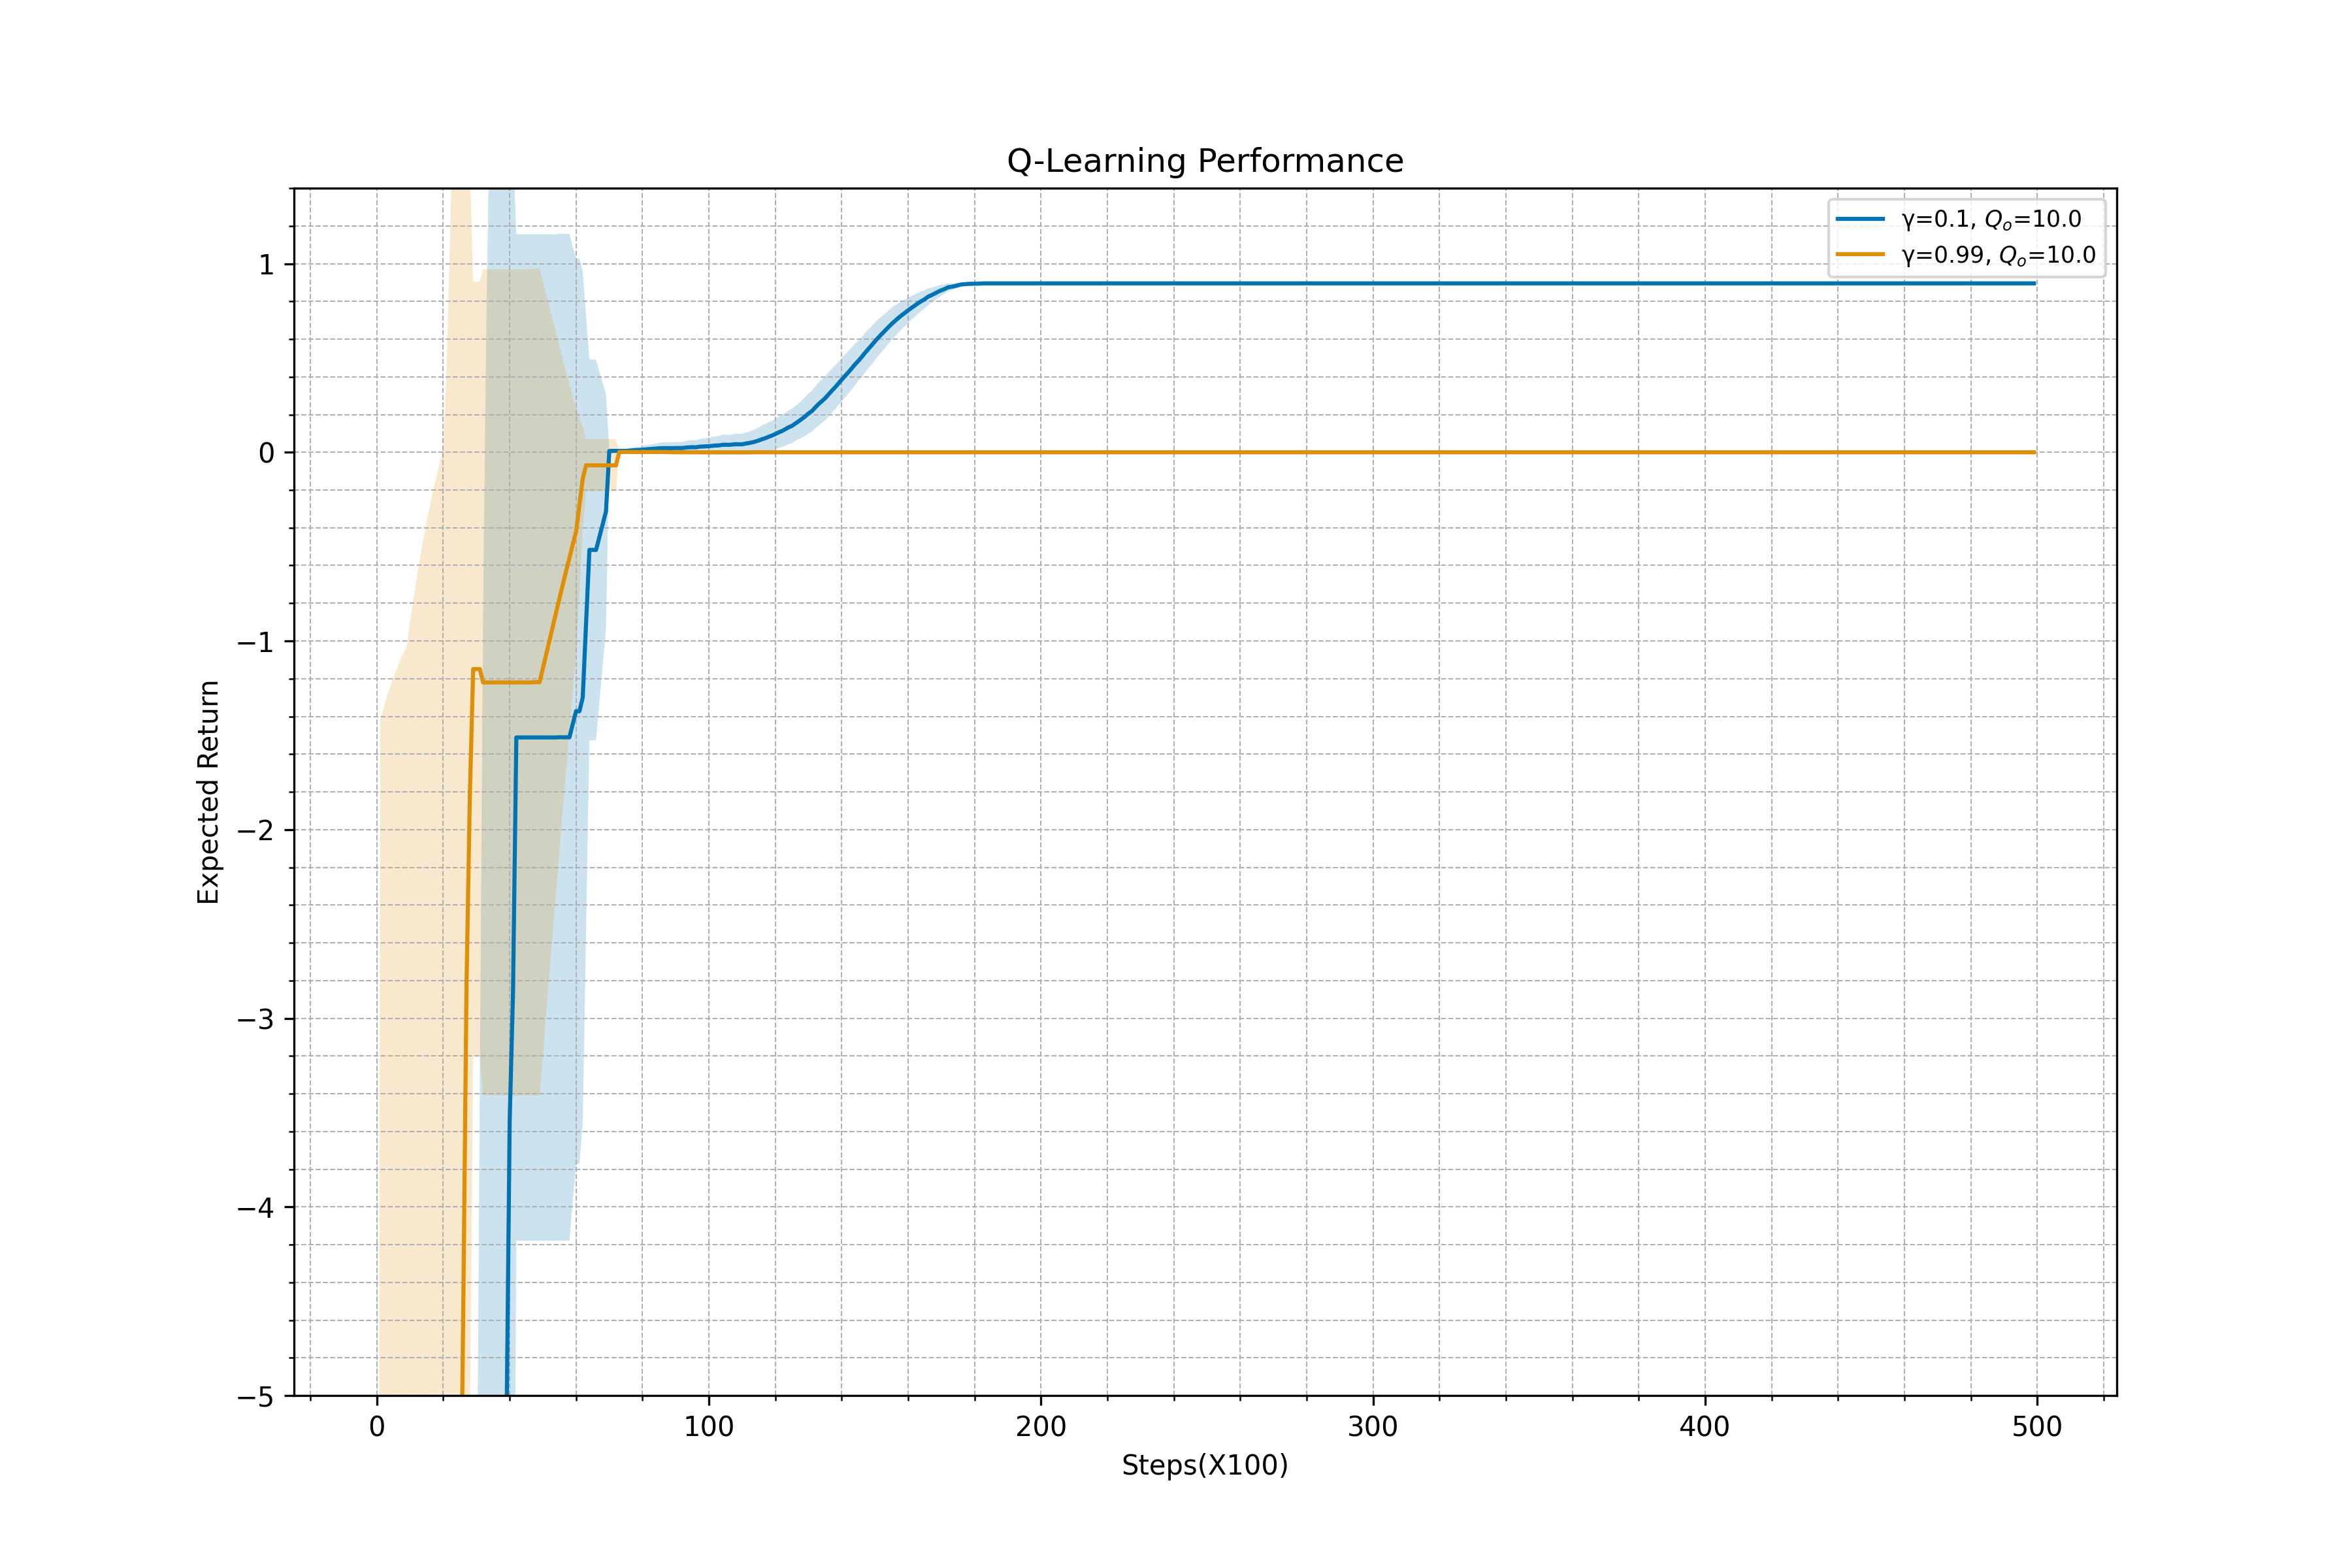 Q-Learning Performance
γ=0.1, Qₒ=10.0
γ=0.99, Qₒ=10.0
Expected Return
1
0
−1
−2
−3
−4
−5
0 100 200 300 400 500
Steps(X100)